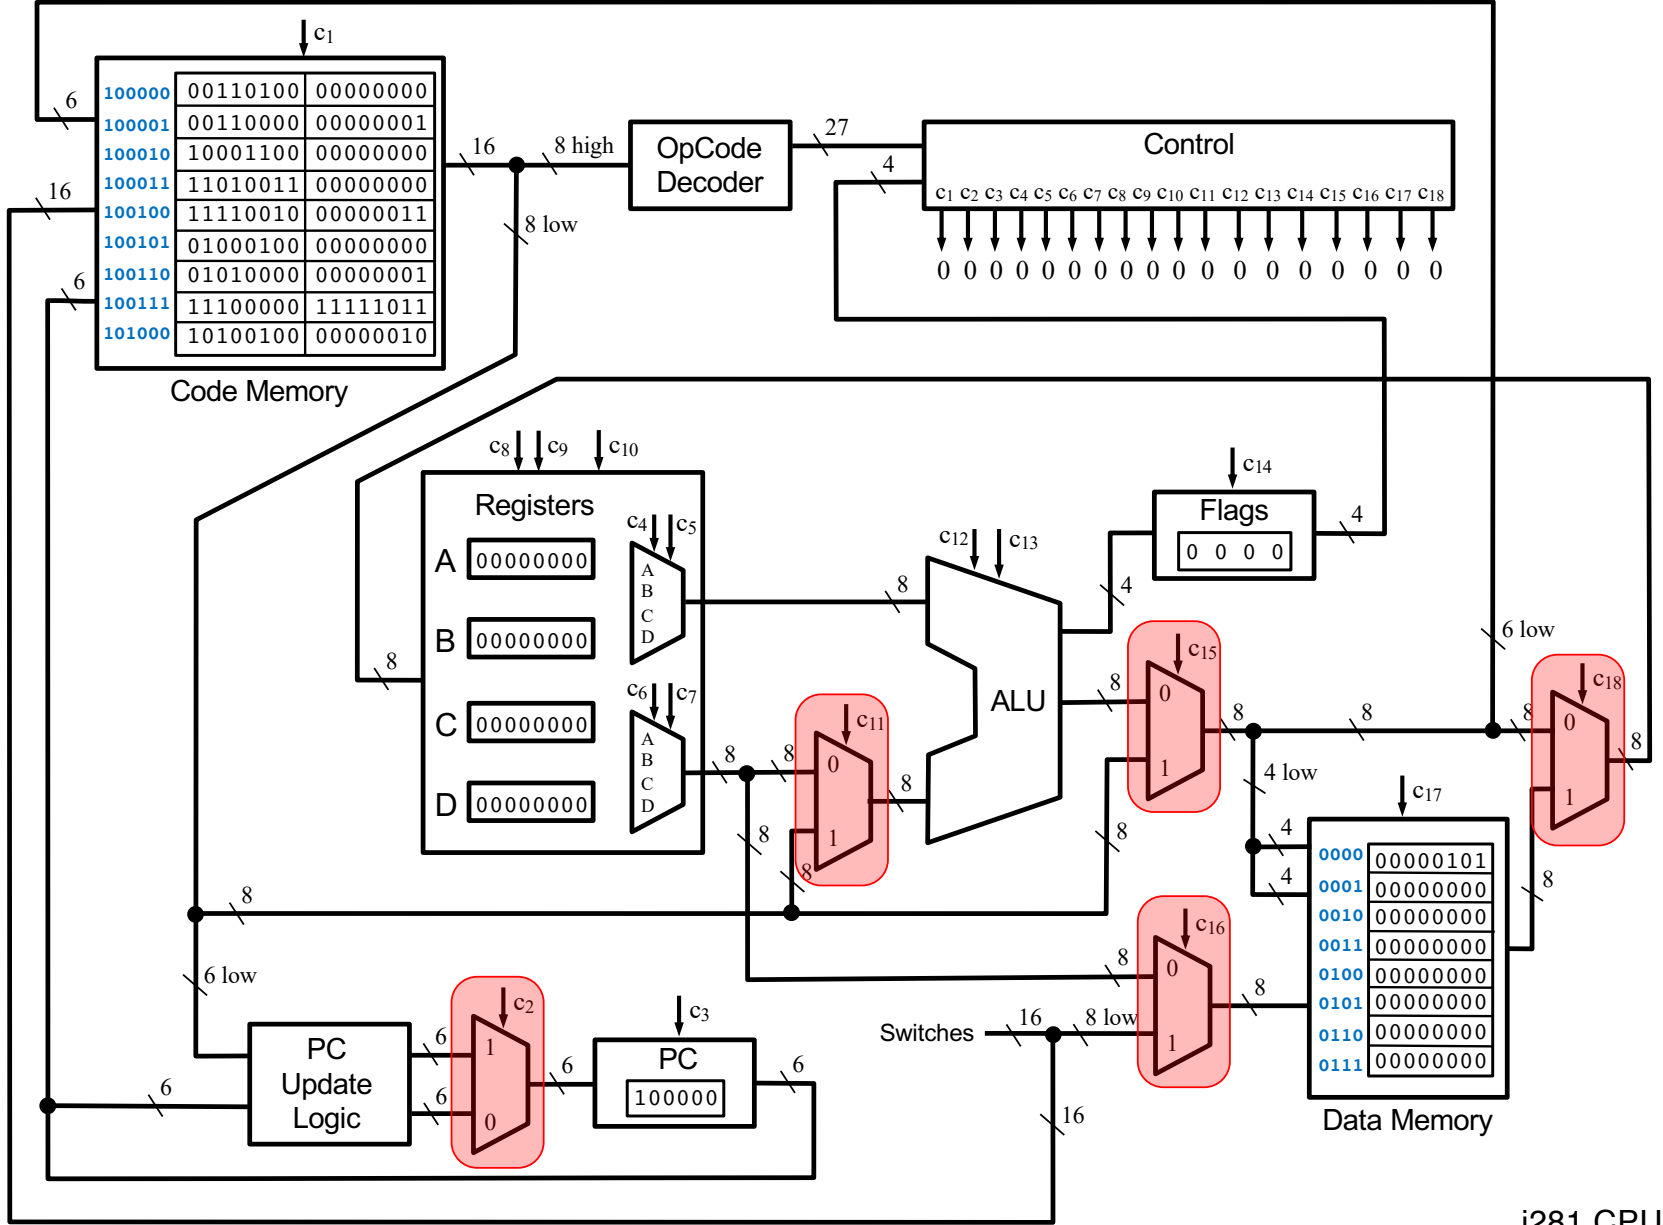 c1
100000 00110100 00000000
100001 00110000 00000001
100010 10001100 00000000
100011 11010011 00000000
100100 11110010 00000011
100101 01000100 00000000
100110 01010000 00000001
100111 11100000 11111011
101000 10100100 00000010
Code Memory
6
16
6
16
8 high
8 low
OpCode
Decoder
27
4
Control
c1 c2 c3 c4 c5 c6 c7 c8 c9 c10 c11 c12 c13 c14 c15 c16 c17 c18
0 0 0 0 0 0 0 0 0 0 0 0 0 0 0 0 0 0
c8 c9 c10
Registers
A 00000000
B 00000000
C 00000000
D 00000000
c4 c5
A
B
C
D
c6 c7
A
B
C
D
8
8
8
8
8
8
c11
0
1
8
8
c12 c13
ALU
4
8
c14
Flags
0 0 0 0
4
c15
0
1
8
8
8
6 low
8
c18
0
1
8
4 low
4
4
c17
0000 00000101
0001 00000000
0010 00000000
0011 00000000
0100 00000000
0101 00000000
0110 00000000
0111 00000000
Data Memory
8
8
c16
0
1
8
8
Switches
16
8 low
16
6 low
PC
Update
Logic
6
6
6
c2
1
0
6
c3
PC
100000
6
i281 CPU